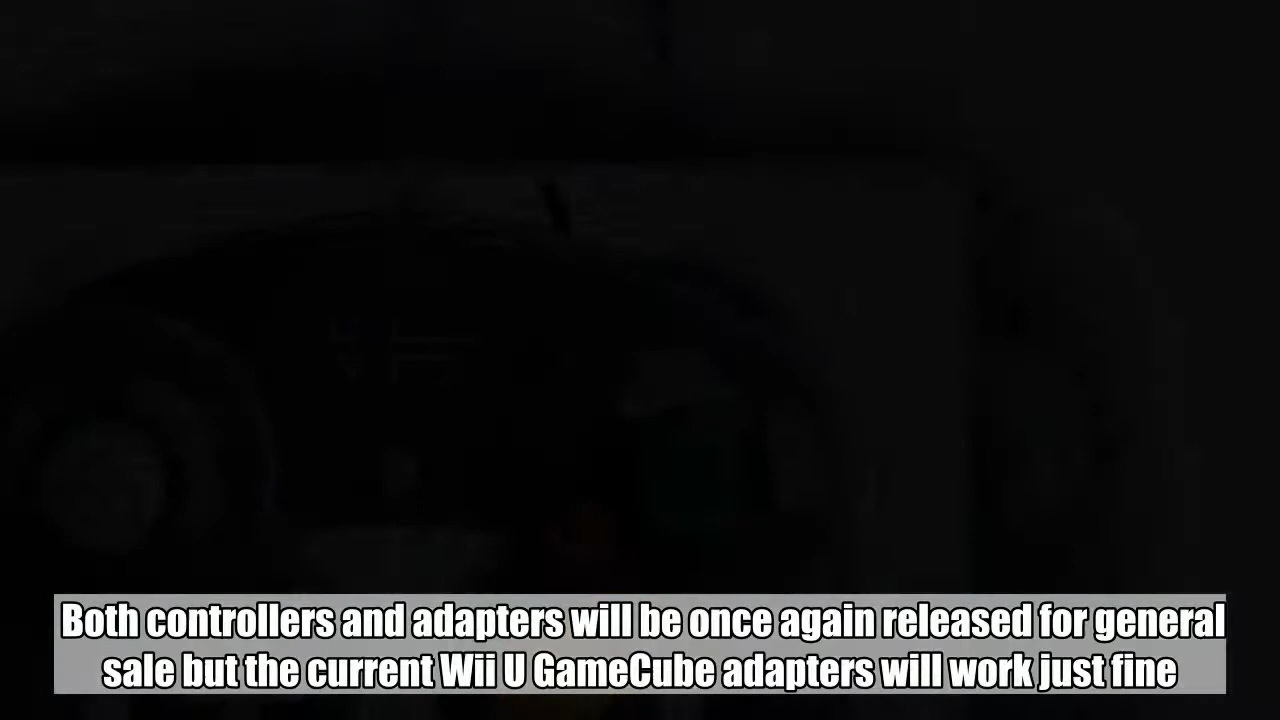 Both controllers and adapters will be once again released for general
sale but the current Wii U GameCube adapters will work just fine